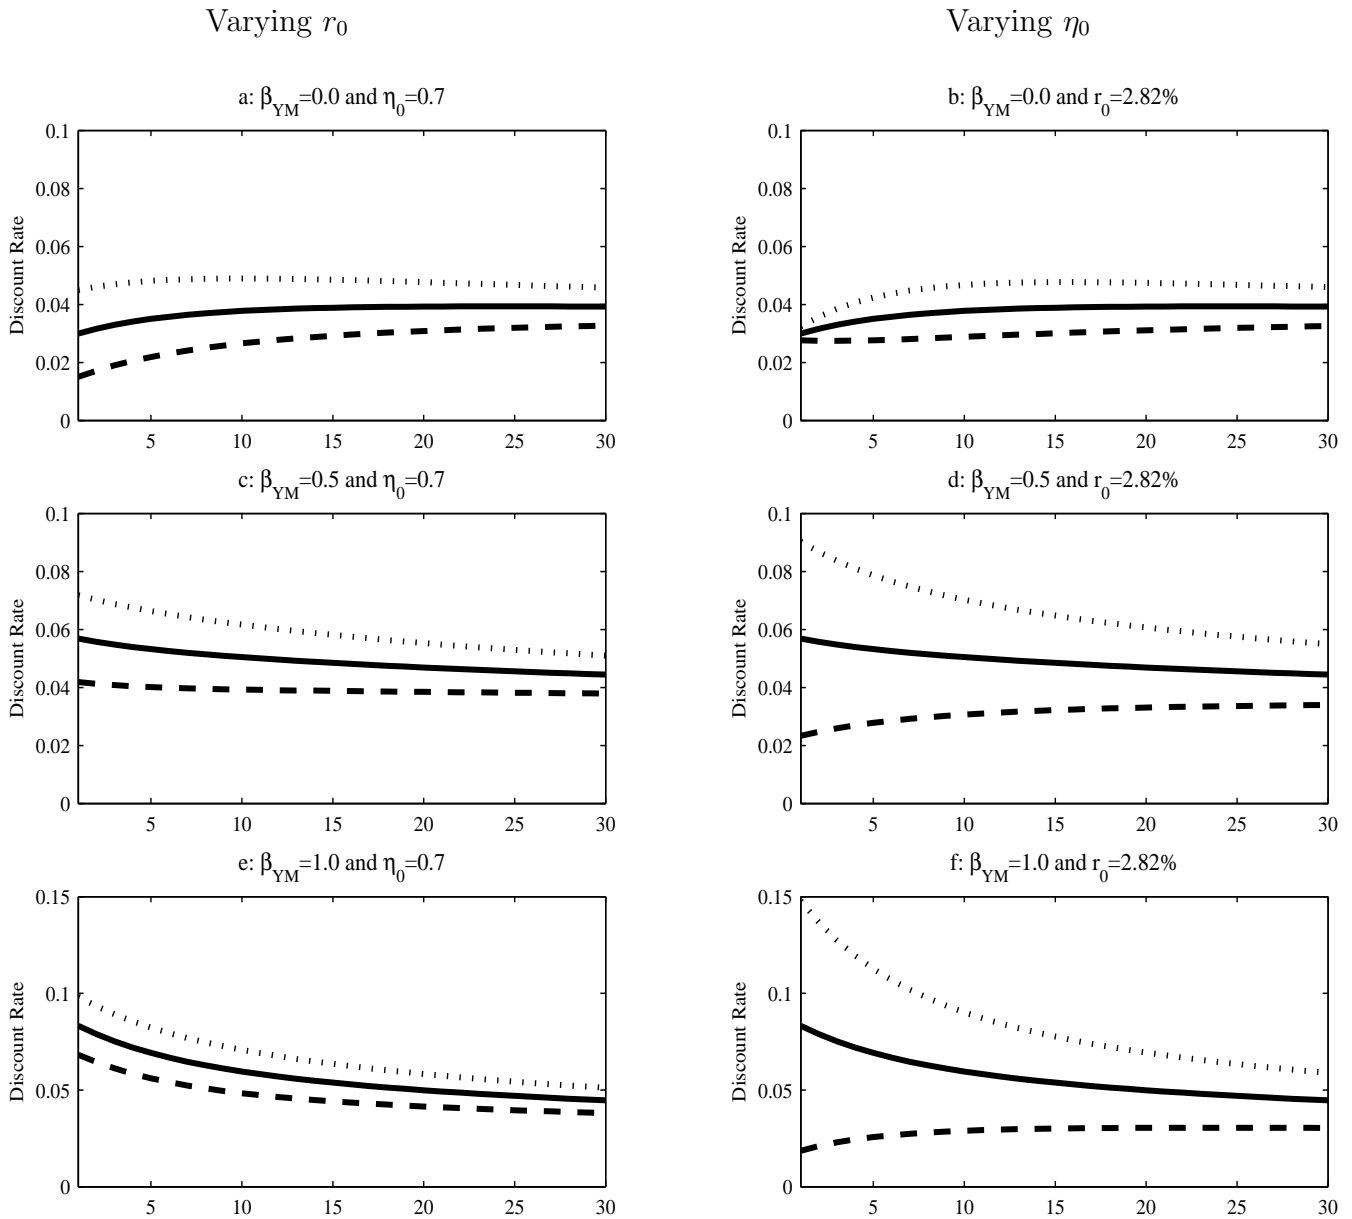 Varying r₀
Varying η₀
a: β_YM=0.0 and η₀=0.7
Discount Rate
0.1
0.08
0.06
0.04
0.02
0
5 10 15 20 25 30
b: β_YM=0.0 and r₀=2.82%
Discount Rate
0.1
0.08
0.06
0.04
0.02
0
5 10 15 20 25 30
c: β_YM=0.5 and η₀=0.7
Discount Rate
0.1
0.08
0.06
0.04
0.02
0
5 10 15 20 25 30
d: β_YM=0.5 and r₀=2.82%
Discount Rate
0.1
0.08
0.06
0.04
0.02
0
5 10 15 20 25 30
e: β_YM=1.0 and η₀=0.7
Discount Rate
0.15
0.1
0.05
0
5 10 15 20 25 30
f: β_YM=1.0 and r₀=2.82%
Discount Rate
0.15
0.1
0.05
0
5 10 15 20 25 30